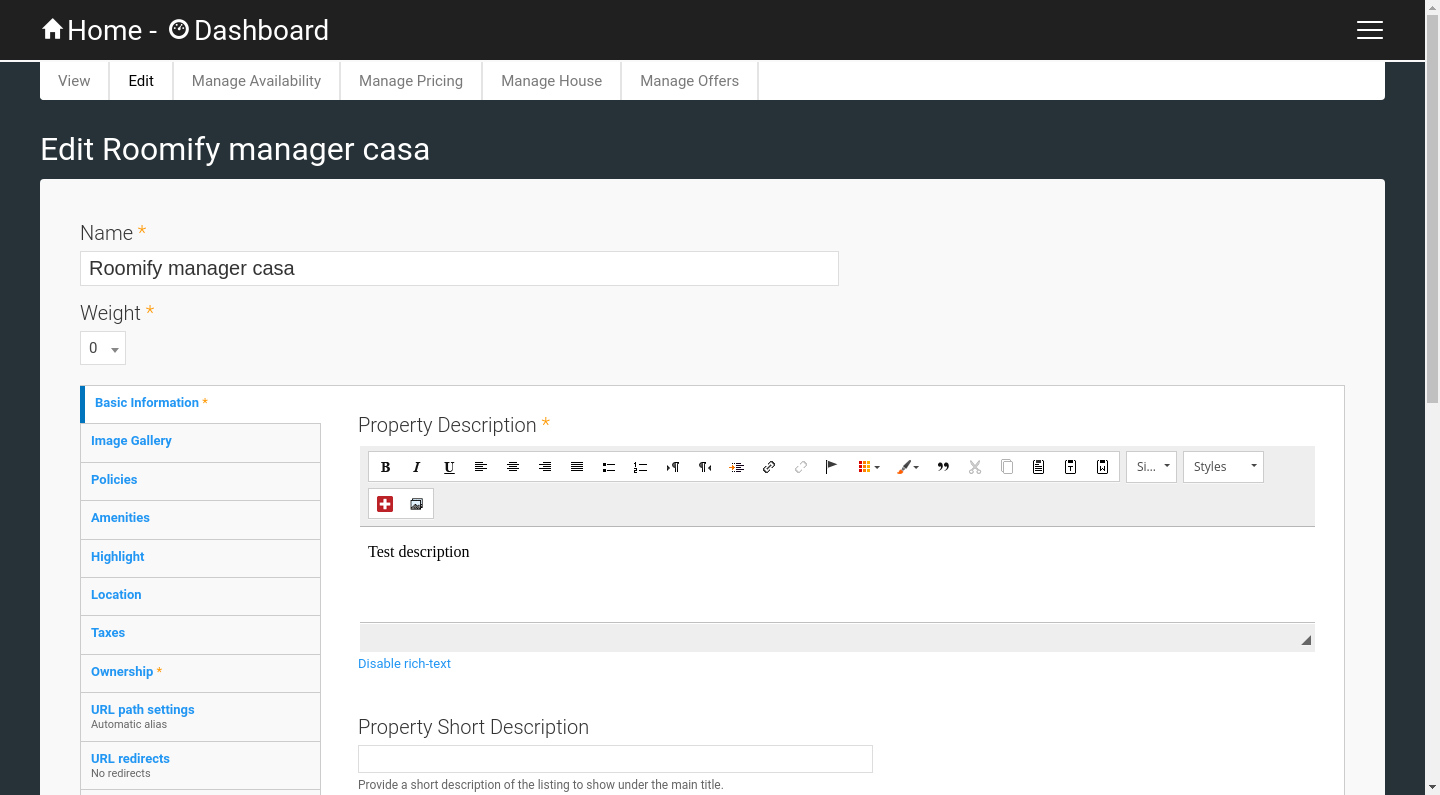 Home - Dashboard
View Edit Manage Availability Manage Pricing Manage House Manage Offers
Edit Roomify manager casa
Name *
Roomify manager casa
Weight *
0
Basic Information *
Image Gallery
Policies
Amenities
Highlight
Location
Taxes
Ownership *
URL path settings
Automatic alias
URL redirects
No redirects
Property Description *
B I U Si... Styles
Test description
Disable rich-text
Property Short Description
Provide a short description of the listing to show under the main title.